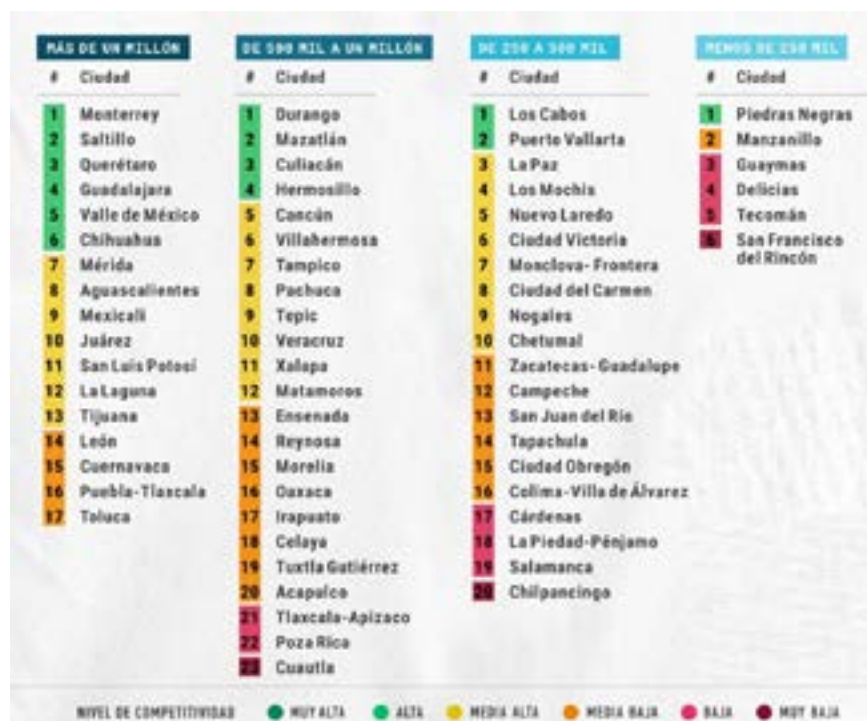 MÁS DE UN MILLÓN
# Ciudad
1 Monterrey
2 Saltillo
3 Querétaro
4 Guadalajara
5 Valle de México
6 Chihuahua
7 Mérida
8 Aguascalientes
9 Mexicali
10 Juárez
11 San Luis Potosí
12 La Laguna
13 Tijuana
14 León
15 Cuernavaca
16 Puebla-Tlaxcala
17 Toluca
DE 500 MIL A UN MILLÓN
# Ciudad
1 Durango
2 Mazatlán
3 Culiacán
4 Hermosillo
5 Cancún
6 Villahermosa
7 Tampico
8 Pachuca
9 Tepic
10 Veracruz
11 Xalapa
12 Matamoros
13 Ensenada
14 Reynosa
15 Morelia
16 Oaxaca
17 Irapuato
18 Celaya
19 Tuxtla Gutiérrez
20 Acapulco
21 Tlaxcala-Apizaco
22 Poza Rica
23 Cuautla
DE 250 A 500 MIL
# Ciudad
1 Los Cabos
2 Puerto Vallarta
3 La Paz
4 Los Mochis
5 Nuevo Laredo
6 Ciudad Victoria
7 Monclova- Frontera
8 Ciudad del Carmen
9 Nogales
10 Chetumal
11 Zacatecas- Guadalupe
12 Campeche
13 San Juan del Río
14 Tapachula
15 Ciudad Obregón
16 Colima-Villa de Álvarez
17 Cárdenas
18 La Piedad-Pénjamo
19 Salamanca
20 Chilpancingo
MENOS DE 250 MIL
# Ciudad
1 Piedras Negras
2 Manzanillo
3 Guaymas
4 Delicias
5 Tecomán
6 San Francisco
del Rincón
NIVEL DE COMPETITIVIDAD MUY ALTA ALTA MEDIA ALTA MEDIA BAJA BAJA MUY BAJA